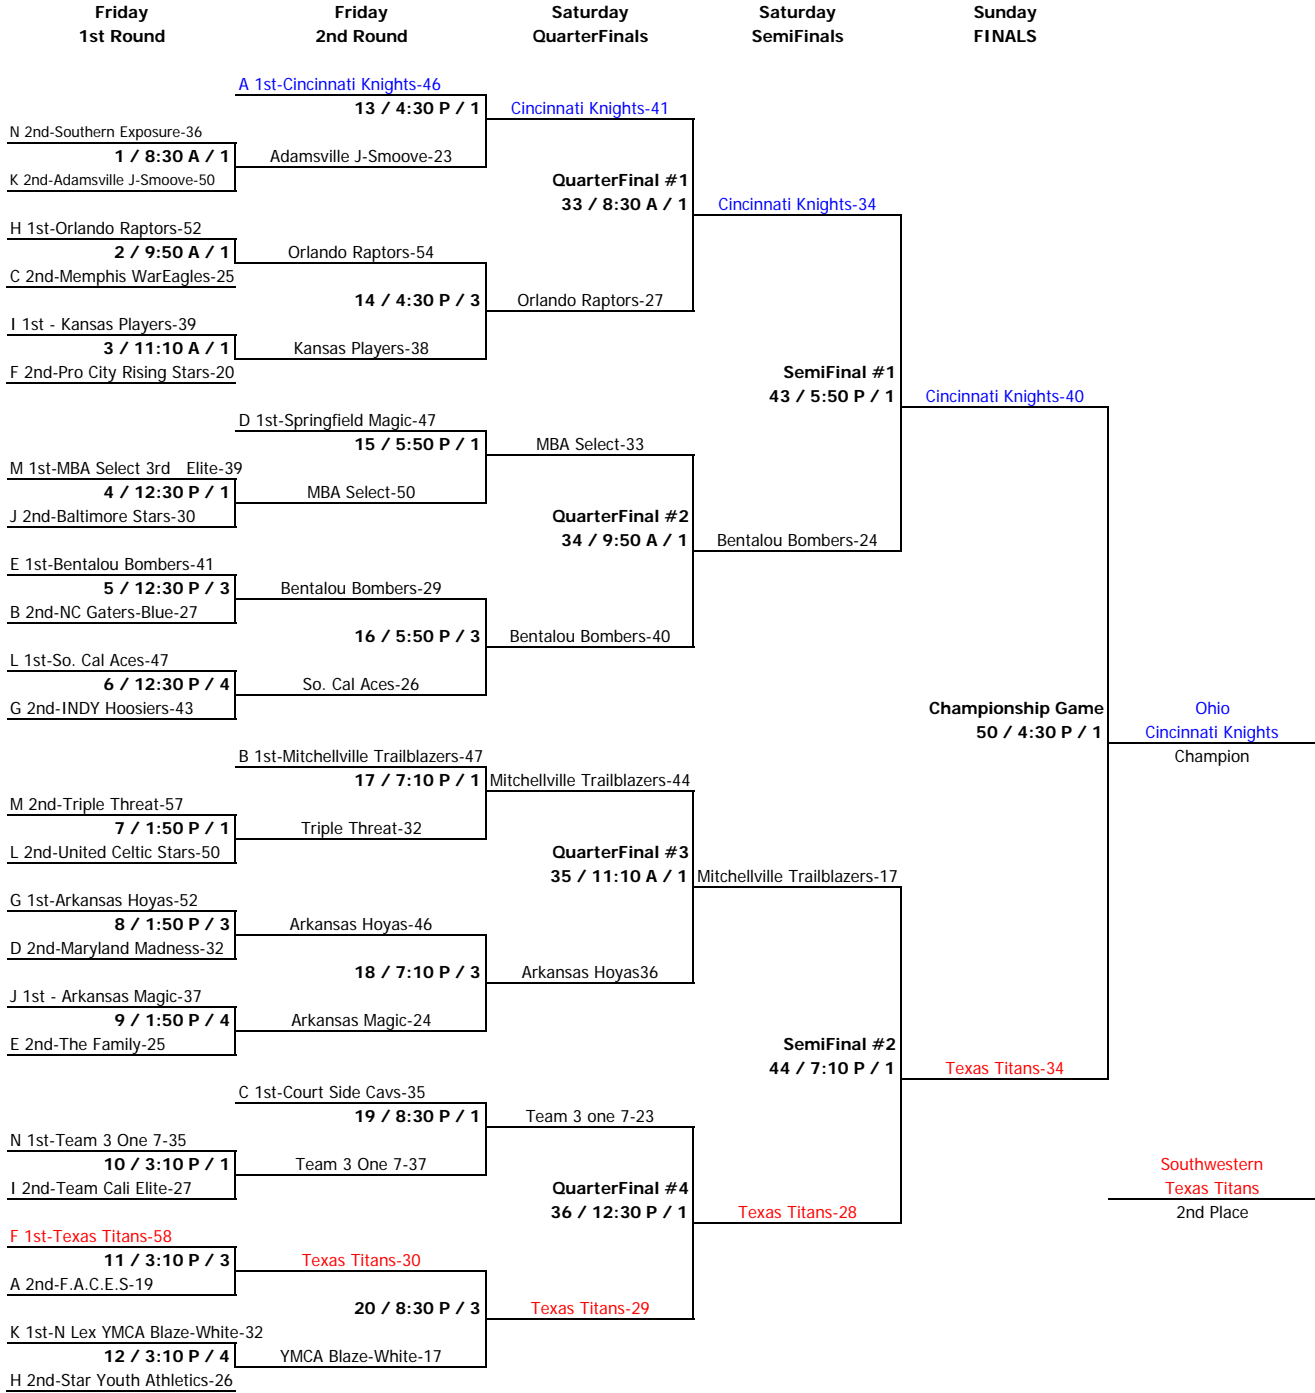 Friday
1st Round
Friday
2nd Round
Saturday
QuarterFinals
Saturday
SemiFinals
Sunday
FINALS
A 1st-Cincinnati Knights-46
13 / 4:30 P / 1
Cincinnati Knights-41
N 2nd-Southern Exposure-36
1 / 8:30 A / 1
Adamsville J-Smoove-23
K 2nd-Adamsville J-Smoove-50
QuarterFinal #1
33 / 8:30 A / 1
Cincinnati Knights-34
H 1st-Orlando Raptors-52
2 / 9:50 A / 1
Orlando Raptors-54
C 2nd-Memphis WarEagles-25
14 / 4:30 P / 3
Orlando Raptors-27
I 1st - Kansas Players-39
3 / 11:10 A / 1
Kansas Players-38
F 2nd-Pro City Rising Stars-20
SemiFinal #1
43 / 5:50 P / 1
Cincinnati Knights-40
D 1st-Springfield Magic-47
15 / 5:50 P / 1
MBA Select-33
M 1st-MBA Select 3rd   Elite-39
4 / 12:30 P / 1
MBA Select-50
J 2nd-Baltimore Stars-30
QuarterFinal #2
34 / 9:50 A / 1
Bentalou Bombers-24
E 1st-Bentalou Bombers-41
5 / 12:30 P / 3
Bentalou Bombers-29
B 2nd-NC Gaters-Blue-27
16 / 5:50 P / 3
Bentalou Bombers-40
L 1st-So. Cal Aces-47
6 / 12:30 P / 4
So. Cal Aces-26
G 2nd-INDY Hoosiers-43
Championship Game
50 / 4:30 P / 1
Ohio
Cincinnati Knights
Champion
B 1st-Mitchellville Trailblazers-47
17 / 7:10 P / 1
Mitchellville Trailblazers-44
M 2nd-Triple Threat-57
7 / 1:50 P / 1
Triple Threat-32
L 2nd-United Celtic Stars-50
QuarterFinal #3
35 / 11:10 A / 1
Mitchellville Trailblazers-17
G 1st-Arkansas Hoyas-52
8 / 1:50 P / 3
Arkansas Hoyas-46
D 2nd-Maryland Madness-32
18 / 7:10 P / 3
Arkansas Hoyas36
J 1st - Arkansas Magic-37
9 / 1:50 P / 4
Arkansas Magic-24
E 2nd-The Family-25
SemiFinal #2
44 / 7:10 P / 1
Texas Titans-34
C 1st-Court Side Cavs-35
19 / 8:30 P / 1
Team 3 one 7-23
N 1st-Team 3 One 7-35
10 / 3:10 P / 1
Team 3 One 7-37
I 2nd-Team Cali Elite-27
QuarterFinal #4
36 / 12:30 P / 1
Texas Titans-28
Southwestern
Texas Titans
2nd Place
F 1st-Texas Titans-58
11 / 3:10 P / 3
Texas Titans-30
A 2nd-F.A.C.E.S-19
20 / 8:30 P / 3
Texas Titans-29
K 1st-N Lex YMCA Blaze-White-32
12 / 3:10 P / 4
YMCA Blaze-White-17
H 2nd-Star Youth Athletics-26